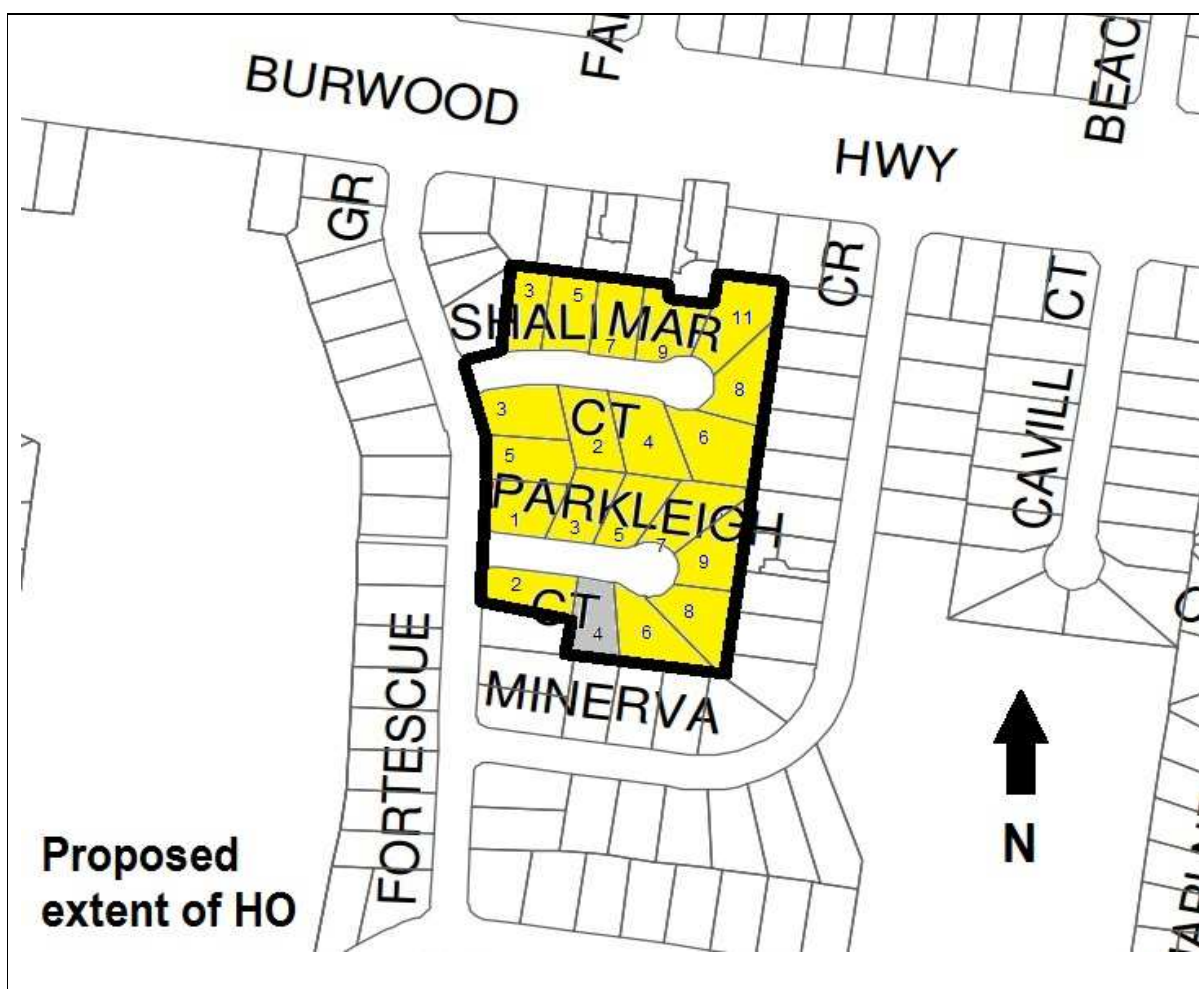 BURWOOD
HWY
GR
CR
CT
3
5
SHALIMAR
7
9
11
8
3
CT
2
4
6
5
CAVILL
PARKLEIGH
1
3
5
7
9
2
CT
4
6
8
FORTESCUE
MINERVA
N
Proposed
extent of HO